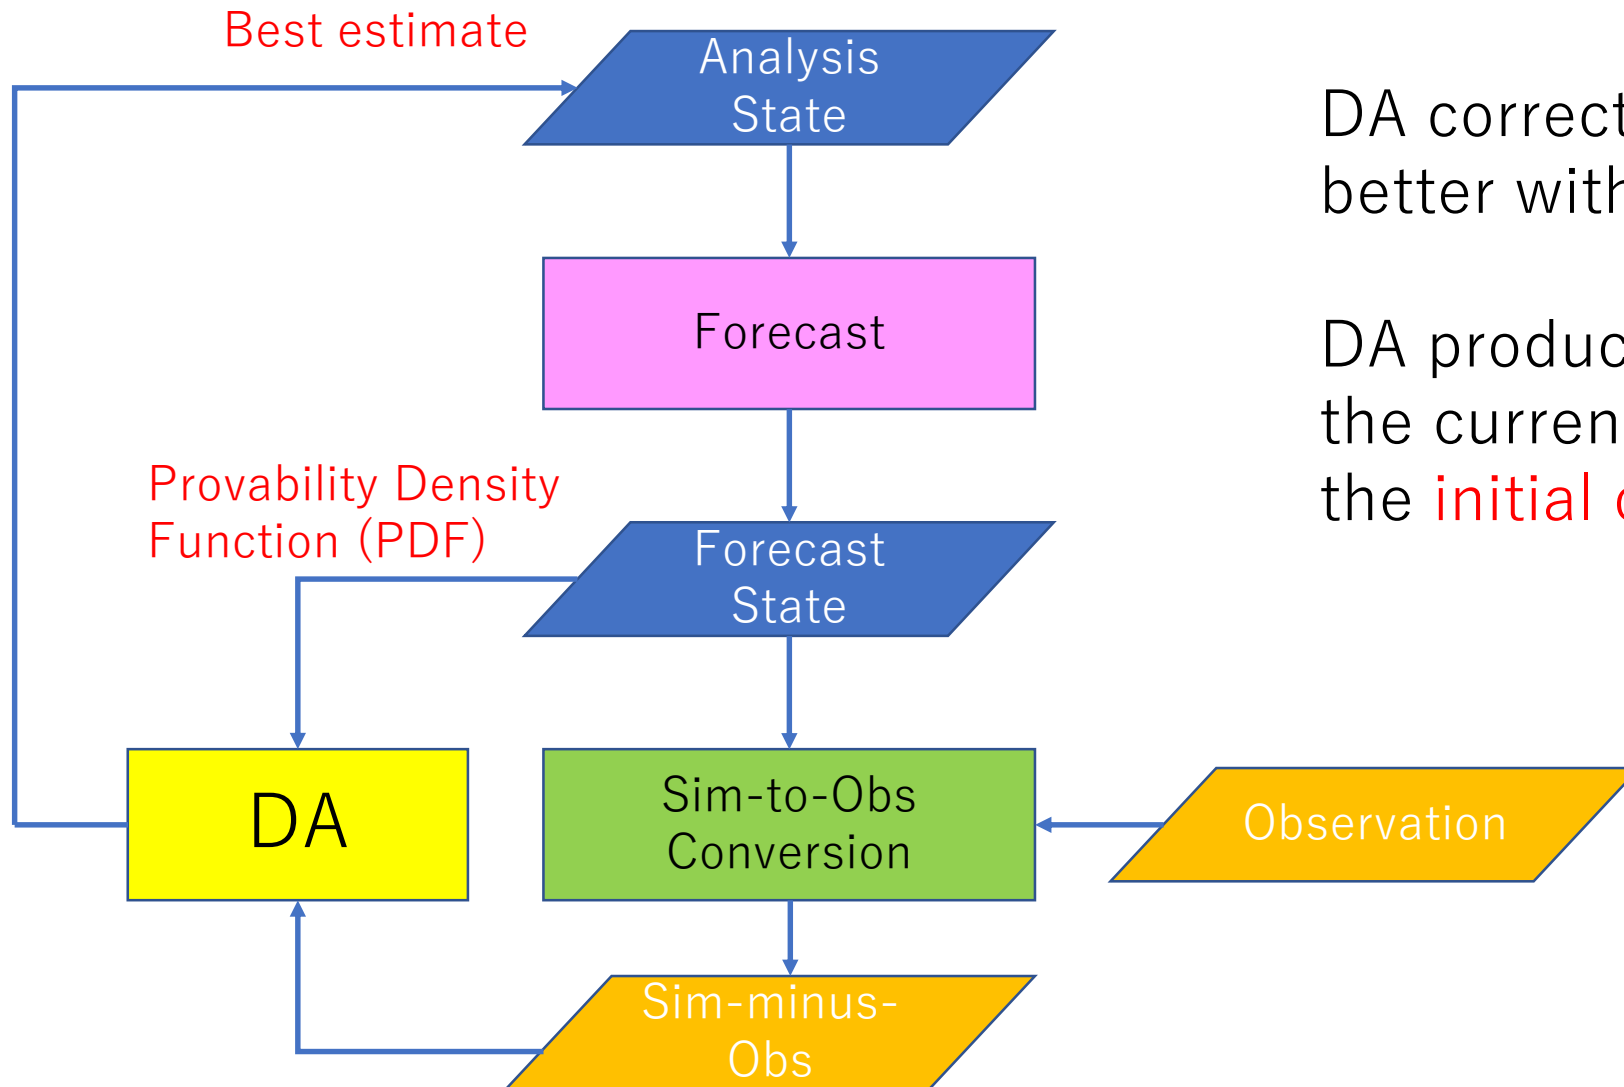 Best estimate
Analysis
State
DA correct
better with
Forecast
DA produc
the curren
the initial
Provability Density
Function (PDF)
Forecast
State
DA
Sim-to-Obs
Conversion
Observation
Sim-minus-
Obs